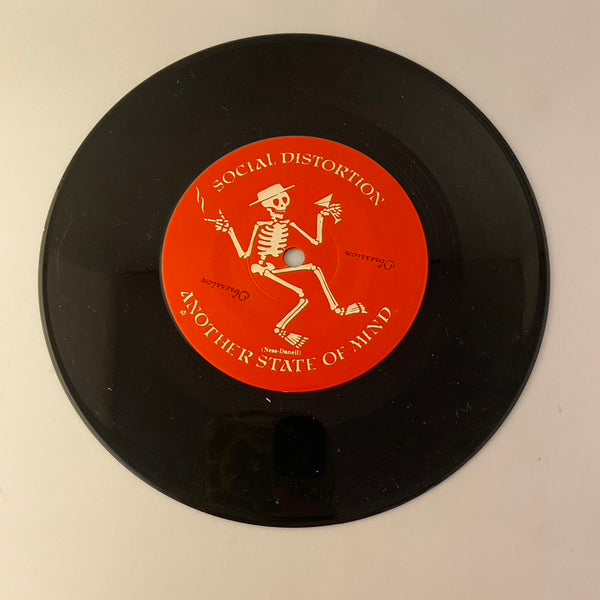 SOCIAL DISTORTION
Obsession
Obsession
(Ness-Danell)
ANOTHER STATE OF MIND